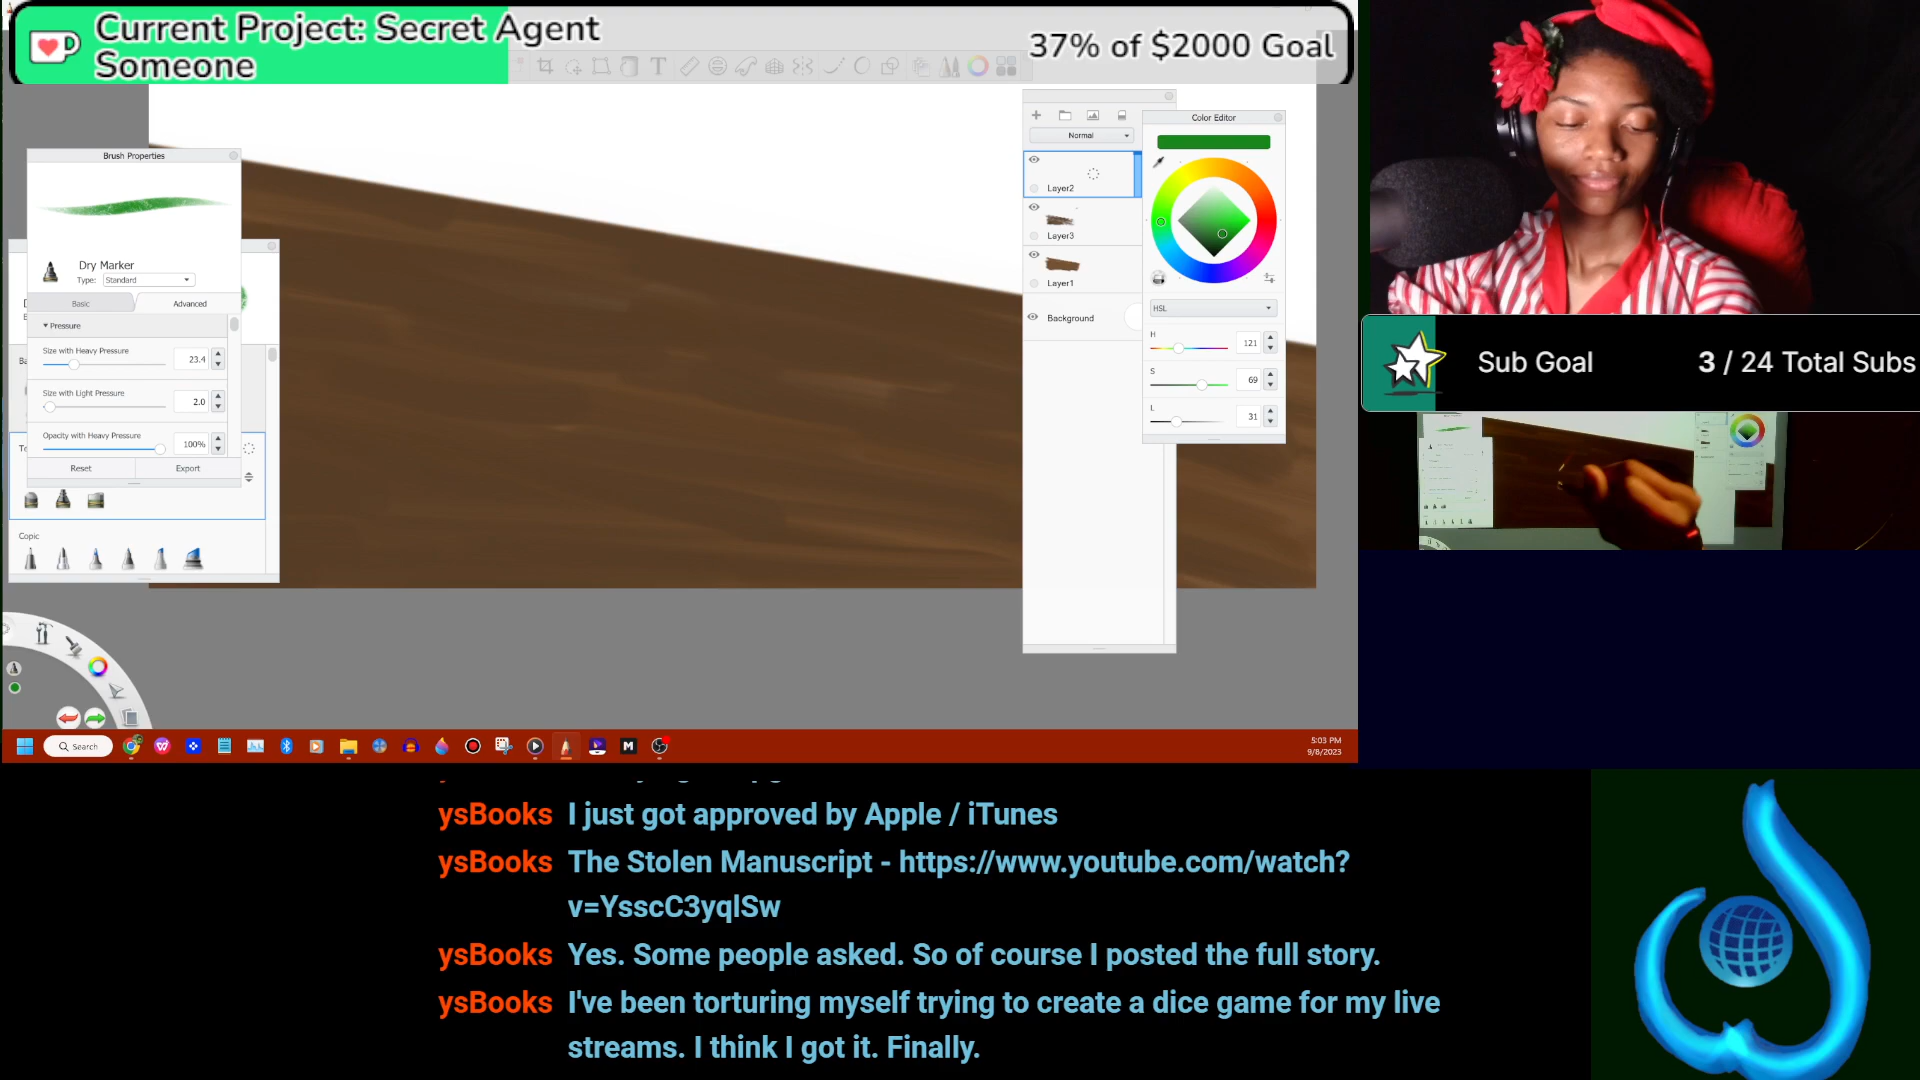 Current Project: Secret Agent
Someone
37% of $2000 Goal
T
Brush Properties
Dry Marker
Type: Standard
Basic
Advanced
Pressure
Size with Heavy Pressure
23.4
Size with Light Pressure
2.0
Opacity with Heavy Pressure
100%
Reset
Export
Copic
Normal
Layer2
Layer3
Layer1
Background
Color Editor
HSL
H
121
S
69
L
31
Sub Goal
3 / 24 Total Subs
Search
M
5:03 PM
9/8/2023
ysBooks I just got approved by Apple / iTunes
ysBooks The Stolen Manuscript - https://www.youtube.com/watch?
v=YsscC3yqlSw
ysBooks Yes. Some people asked. So of course I posted the full story.
ysBooks I've been torturing myself trying to create a dice game for my live
streams. I think I got it. Finally.